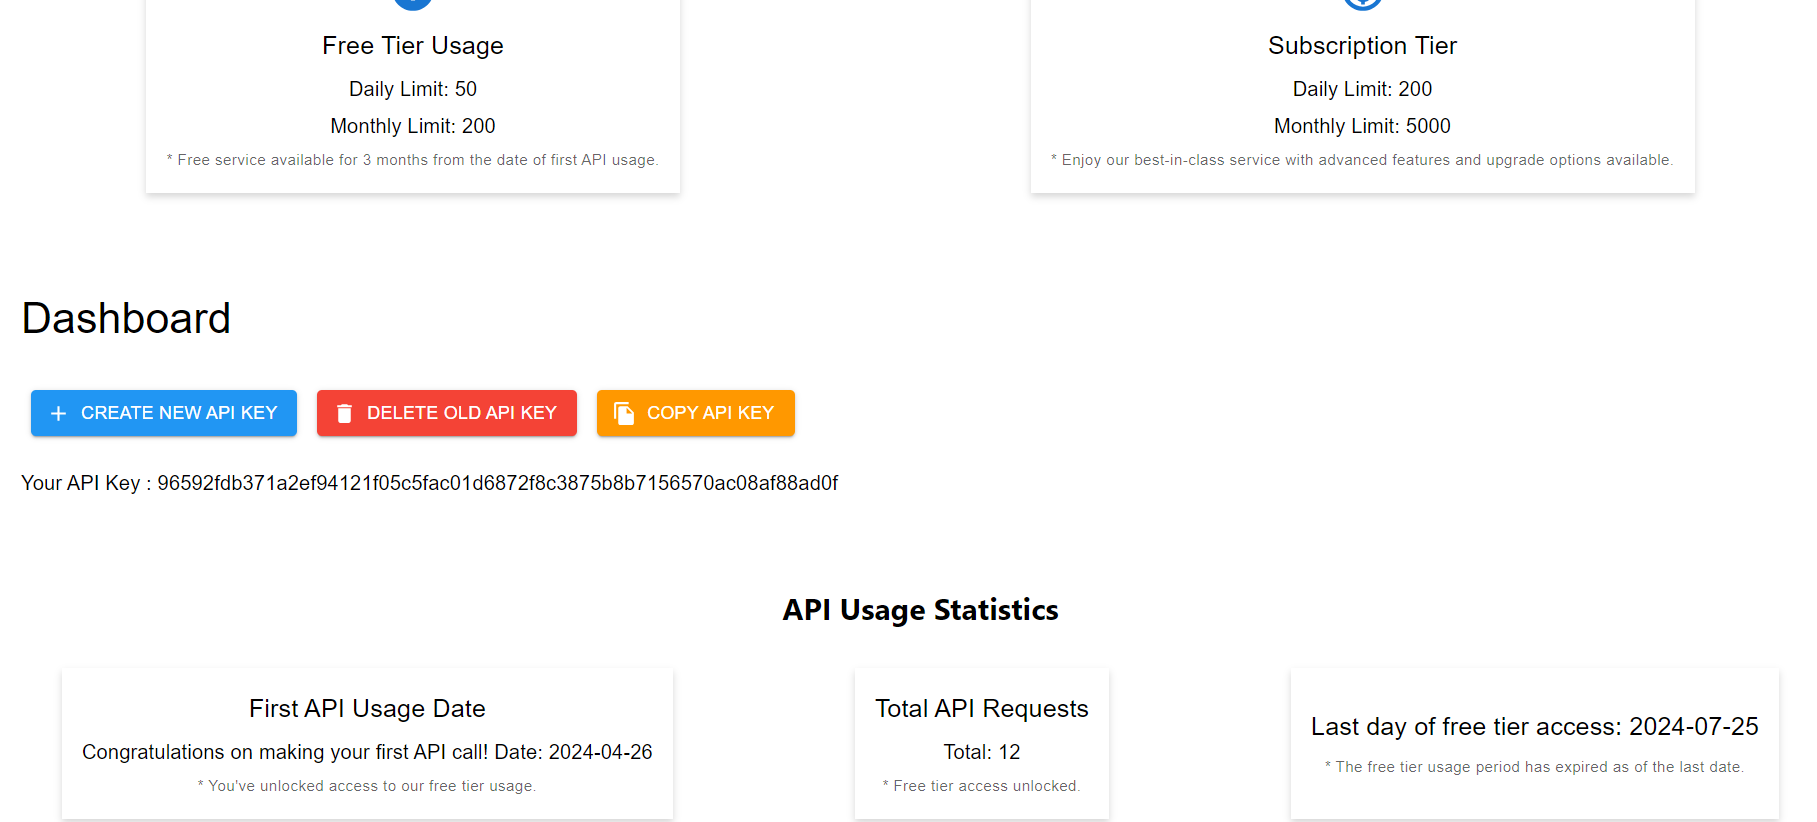 Free Tier Usage
Daily Limit: 50
Monthly Limit: 200
* Free service available for 3 months from the date of first API usage.
Subscription Tier
Daily Limit: 200
Monthly Limit: 5000
* Enjoy our best-in-class service with advanced features and upgrade options available.
Dashboard
CREATE NEW API KEY
DELETE OLD API KEY
COPY API KEY
Your API Key : 96592fdb371a2ef94121f05c5fac01d6872f8c3875b8b7156570ac08af88ad0f
API Usage Statistics
First API Usage Date
Congratulations on making your first API call! Date: 2024-04-26
* You've unlocked access to our free tier usage.
Total API Requests
Total: 12
* Free tier access unlocked.
Last day of free tier access: 2024-07-25
* The free tier usage period has expired as of the last date.